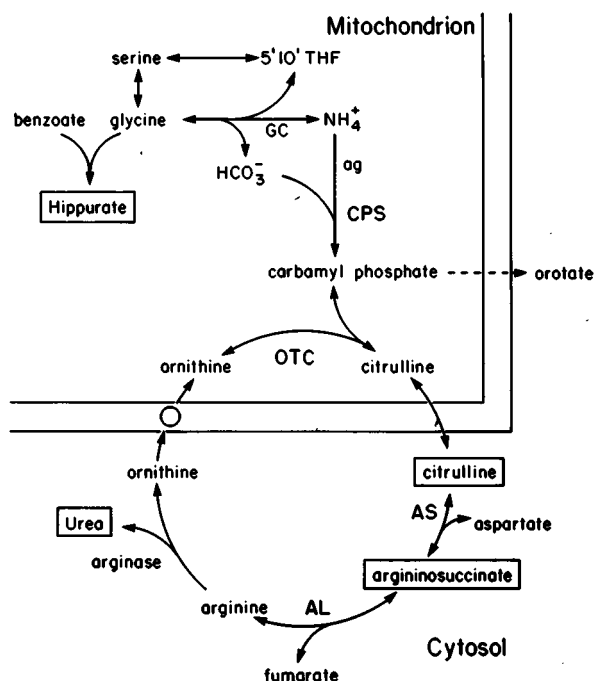 Mitochondrion
serine 5'10' THF
benzoate glycine GC NH4+
HCO3− ag
Hippurate CPS
carbamyl phosphate orotate
ornithine OTC citrulline
ornithine citrulline
Urea AS aspartate
arginase argininosuccinate
arginine AL
Cytosol
fumarate